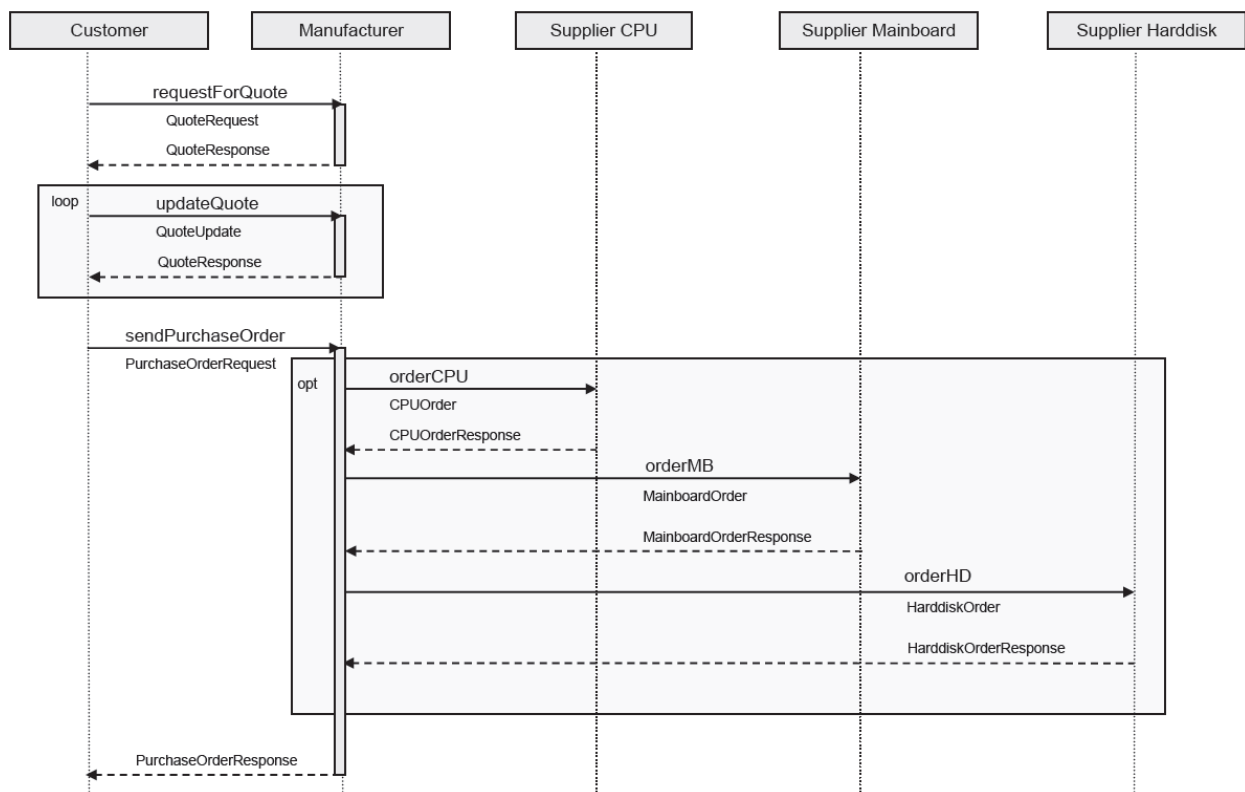 Customer
Manufacturer
Supplier CPU
Supplier Mainboard
Supplier Harddisk
requestForQuote
QuoteRequest
QuoteResponse
loop
updateQuote
QuoteUpdate
QuoteResponse
sendPurchaseOrder
PurchaseOrderRequest
opt
orderCPU
CPUOrder
CPUOrderResponse
orderMB
MainboardOrder
MainboardOrderResponse
orderHD
HarddiskOrder
HarddiskOrderResponse
PurchaseOrderResponse